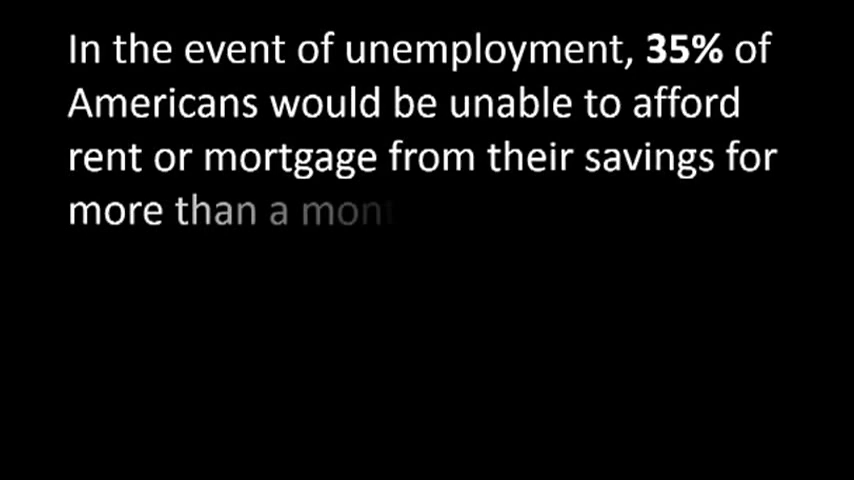 In the event of unemployment, 35% of
Americans would be unable to afford
rent or mortgage from their savings for
more than a mont